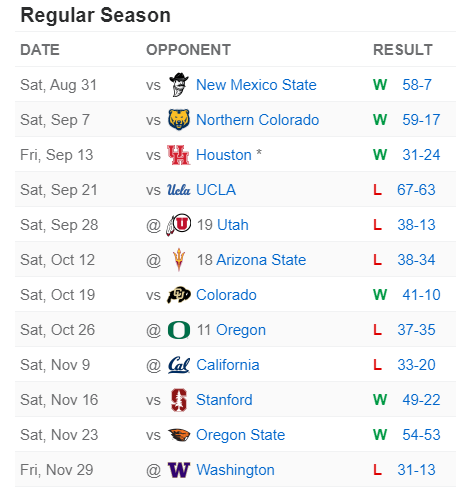 Regular Season
DATE OPPONENT RESULT
Sat, Aug 31 vs New Mexico State W 58-7
Sat, Sep 7 vs Northern Colorado W 59-17
Fri, Sep 13 vs UH Houston * W 31-24
Sat, Sep 21 vs Ucla UCLA L 67-63
Sat, Sep 28 @ U 19 Utah L 38-13
Sat, Oct 12 @ 18 Arizona State L 38-34
Sat, Oct 19 vs CU Colorado W 41-10
Sat, Oct 26 @ O 11 Oregon L 37-35
Sat, Nov 9 @ Cal California L 33-20
Sat, Nov 16 vs S Stanford W 49-22
Sat, Nov 23 vs Oregon State W 54-53
Fri, Nov 29 @ W Washington L 31-13